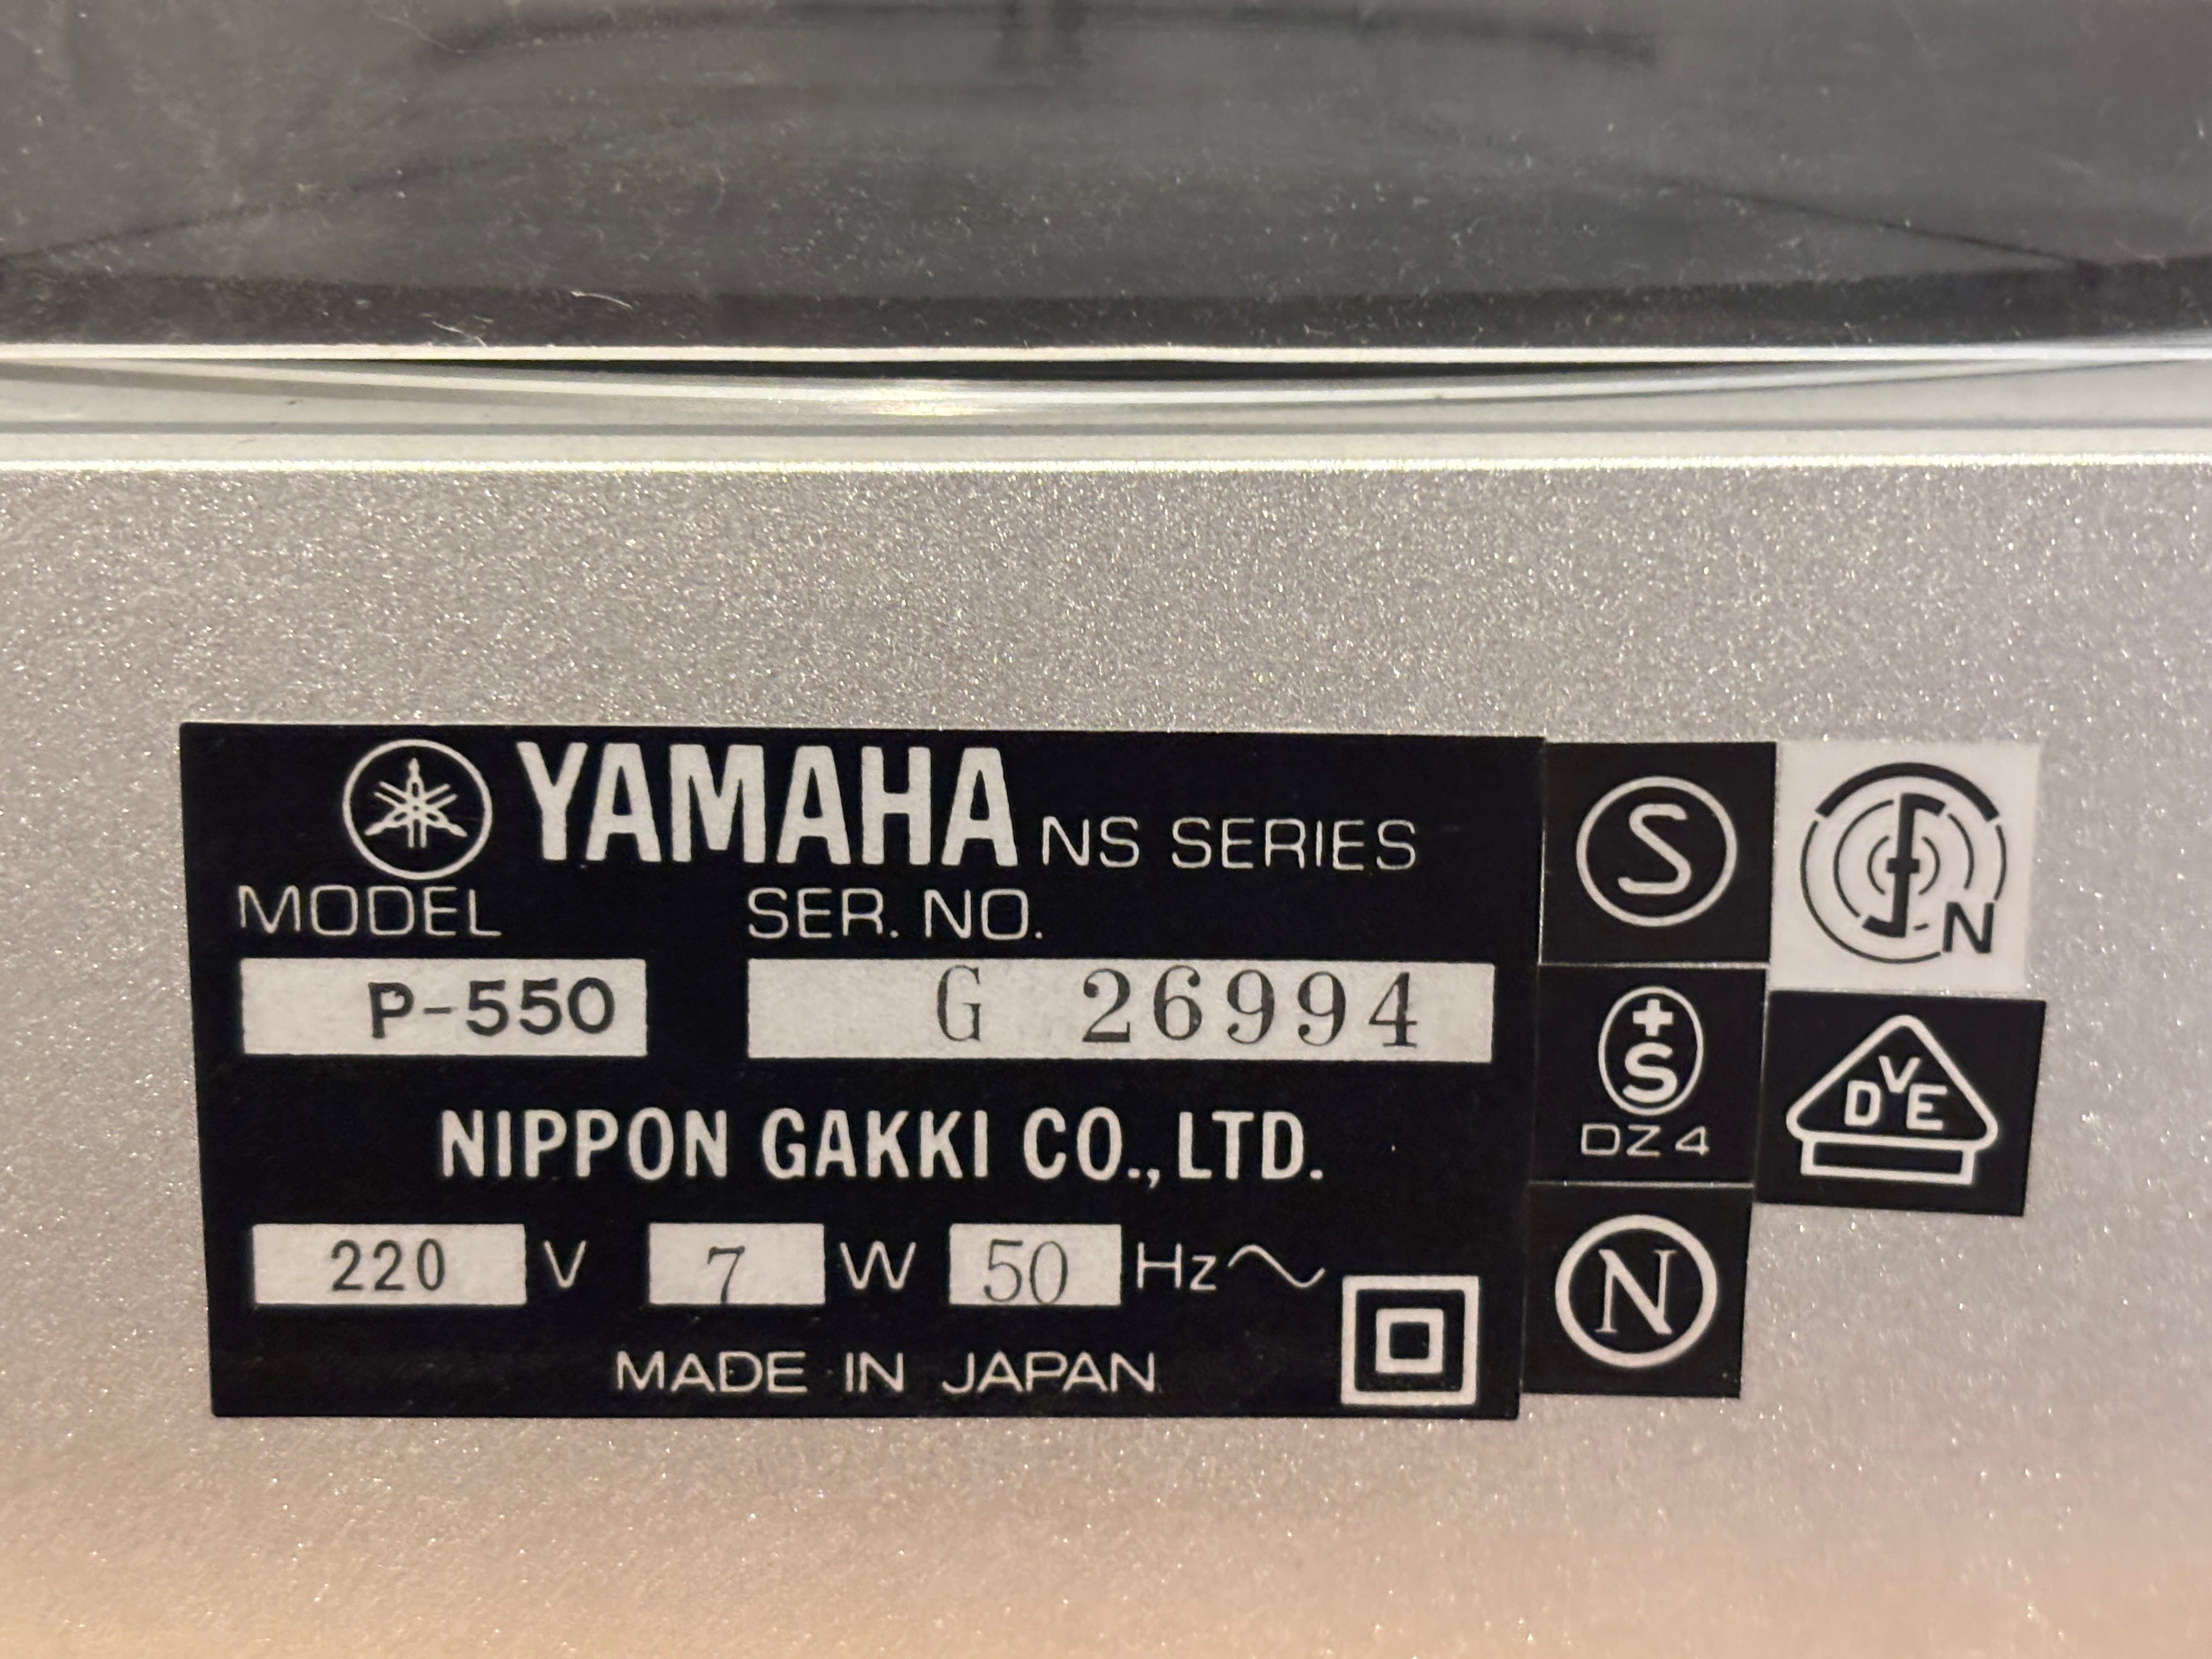 YAMAHA NS SERIES
MODEL SER. NO.
P-550 G 26994
NIPPON GAKKI CO., LTD.
220 V 7 W 50 Hz~
MADE IN JAPAN
S
+S
DZ4
N
N
DVE